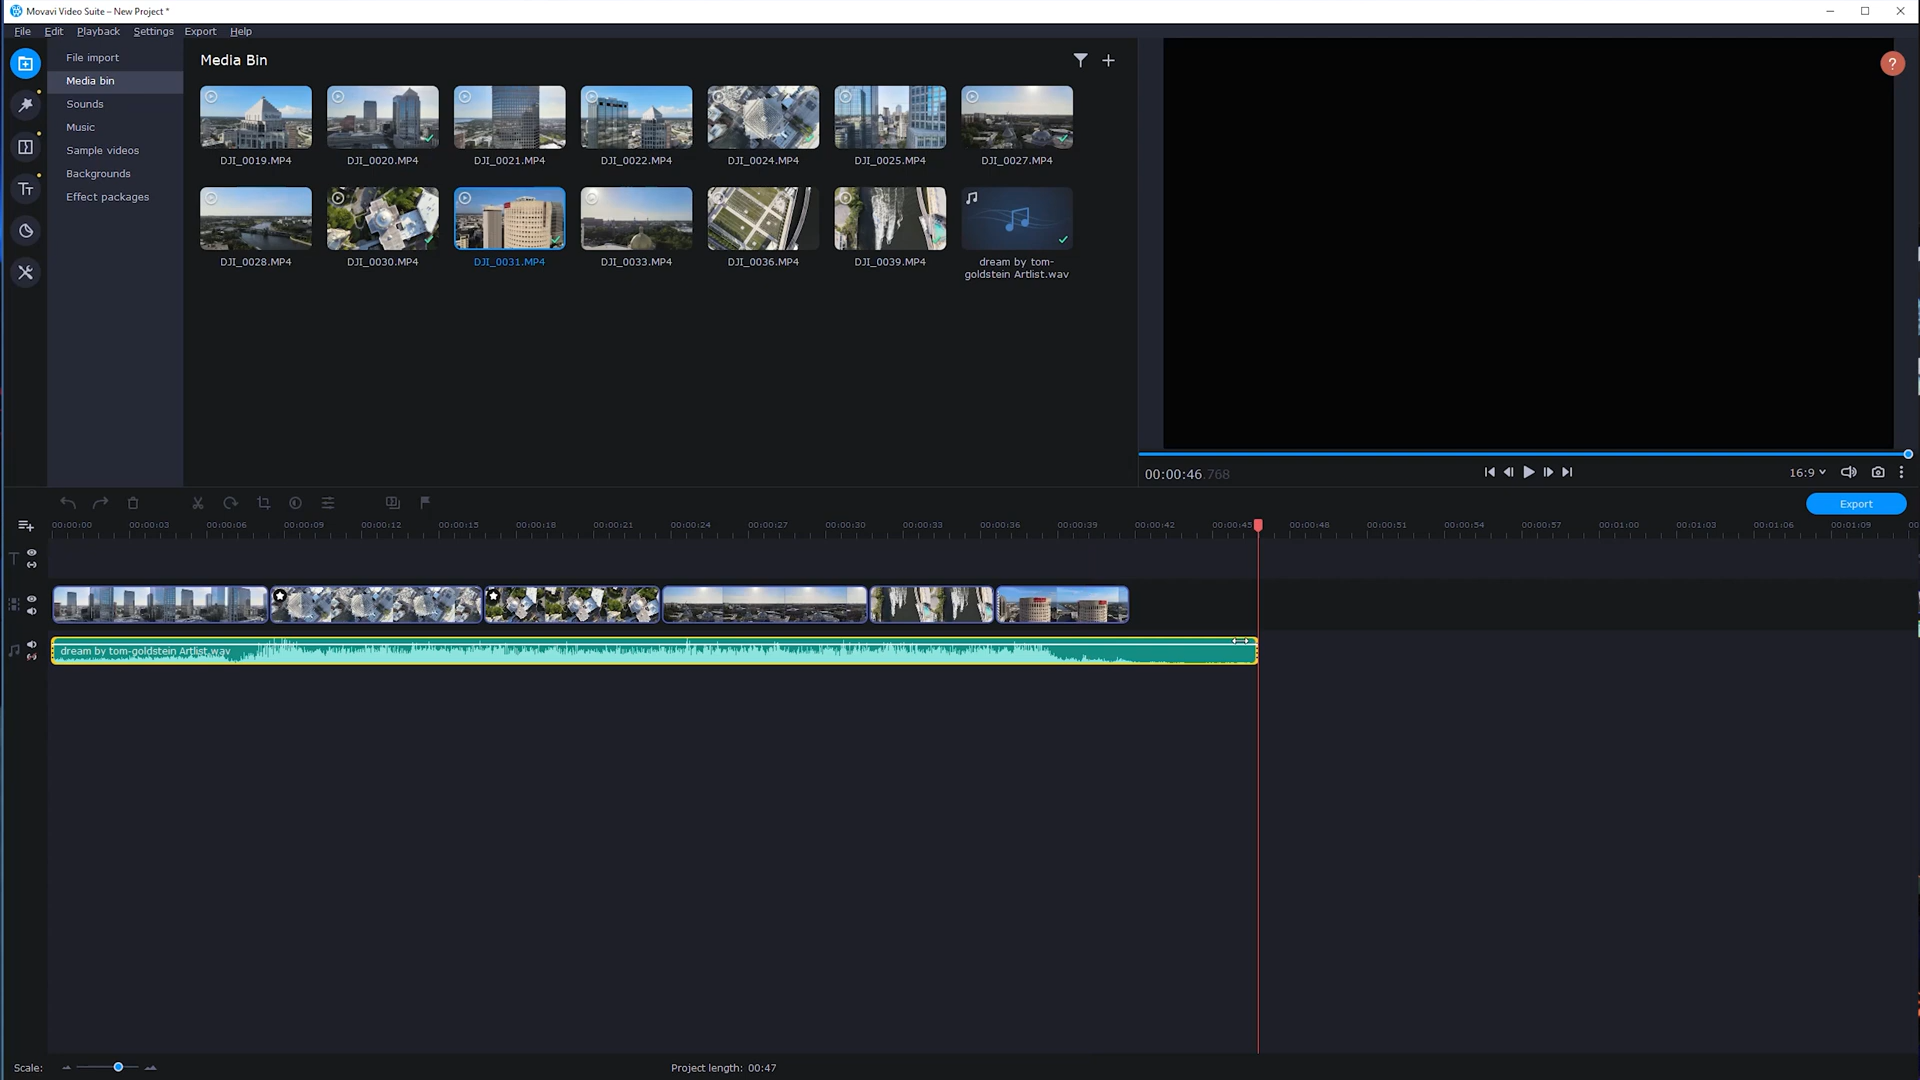 Movavi Video Suite – New Project *
File Edit Playback Settings Export Help
File import
Media bin
Sounds
Music
Sample videos
Backgrounds
Effect packages
Media Bin
DJI_0019.MP4 DJI_0020.MP4 DJI_0021.MP4 DJI_0022.MP4 DJI_0024.MP4 DJI_0025.MP4 DJI_0027.MP4
DJI_0028.MP4 DJI_0030.MP4 DJI_0031.MP4 DJI_0033.MP4 DJI_0036.MP4 DJI_0039.MP4 dream by tom-
goldstein Artlist.wav
?
00:00:46.768
16:9
Export
00:00:00 00:00:03 00:00:06 00:00:09 00:00:12 00:00:15 00:00:18 00:00:21 00:00:24 00:00:27 00:00:30 00:00:33 00:00:36 00:00:39 00:00:42 00:00:45 00:00:48 00:00:51 00:00:54 00:00:57 00:01:00 00:01:03 00:01:06 00:01:09
dream by tom-goldstein Artlist.wav
Scale:
Project length: 00:47